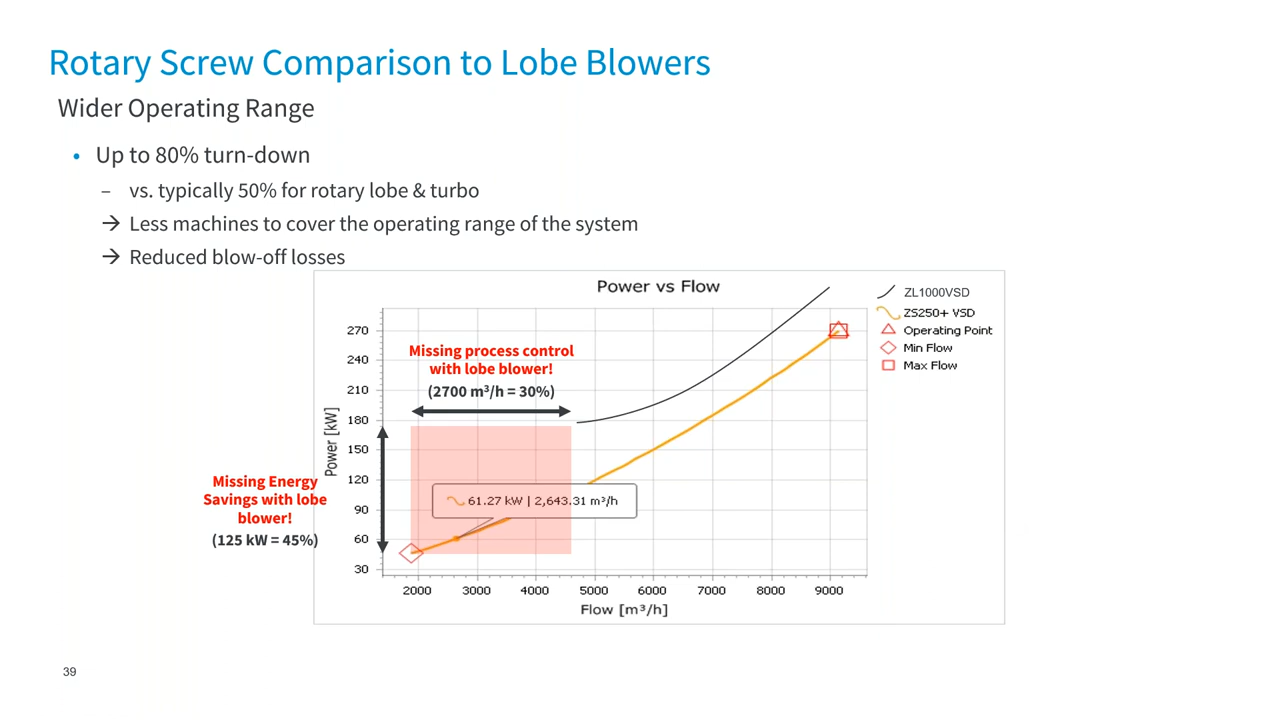 Rotary Screw Comparison to Lobe Blowers
Wider Operating Range
• Up to 80% turn-down
– vs. typically 50% for rotary lobe & turbo
→ Less machines to cover the operating range of the system
→ Reduced blow-off losses
Power vs Flow
ZL1000VSD
ZS250+ VSD
Operating Point
Min Flow
Max Flow
Missing process control
with lobe blower!
(2700 m³/h = 30%)
Missing Energy
Savings with lobe
blower!
(125 kW = 45%)
Power [kW]
270
240
210
180
150
120
90
60
30
61.27 kW | 2,643.31 m³/h
2000 3000 4000 5000 6000 7000 8000 9000
Flow [m³/h]
39